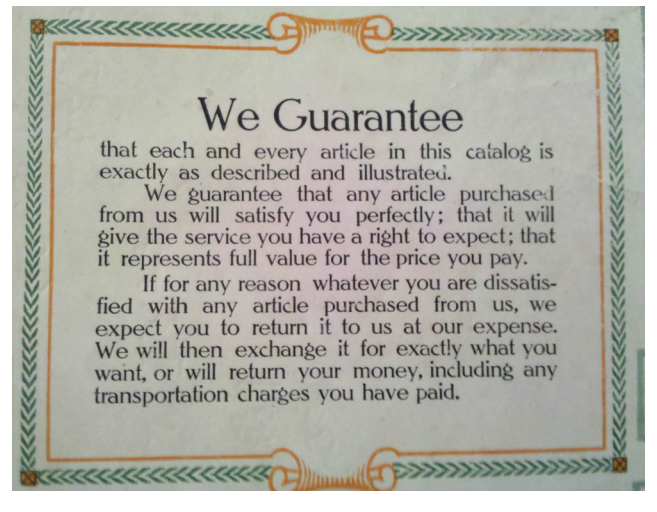 We Guarantee
that each and every article in this catalog is
exactly as described and illustrated.
We guarantee that any article purchased
from us will satisfy you perfectly; that it will
give the service you have a right to expect; that
it represents full value for the price you pay.
If for any reason whatever you are dissatis-
fied with any article purchased from us, we
expect you to return it to us at our expense.
We will then exchange it for exactly what you
want, or will return your money, including any
transportation charges you have paid.